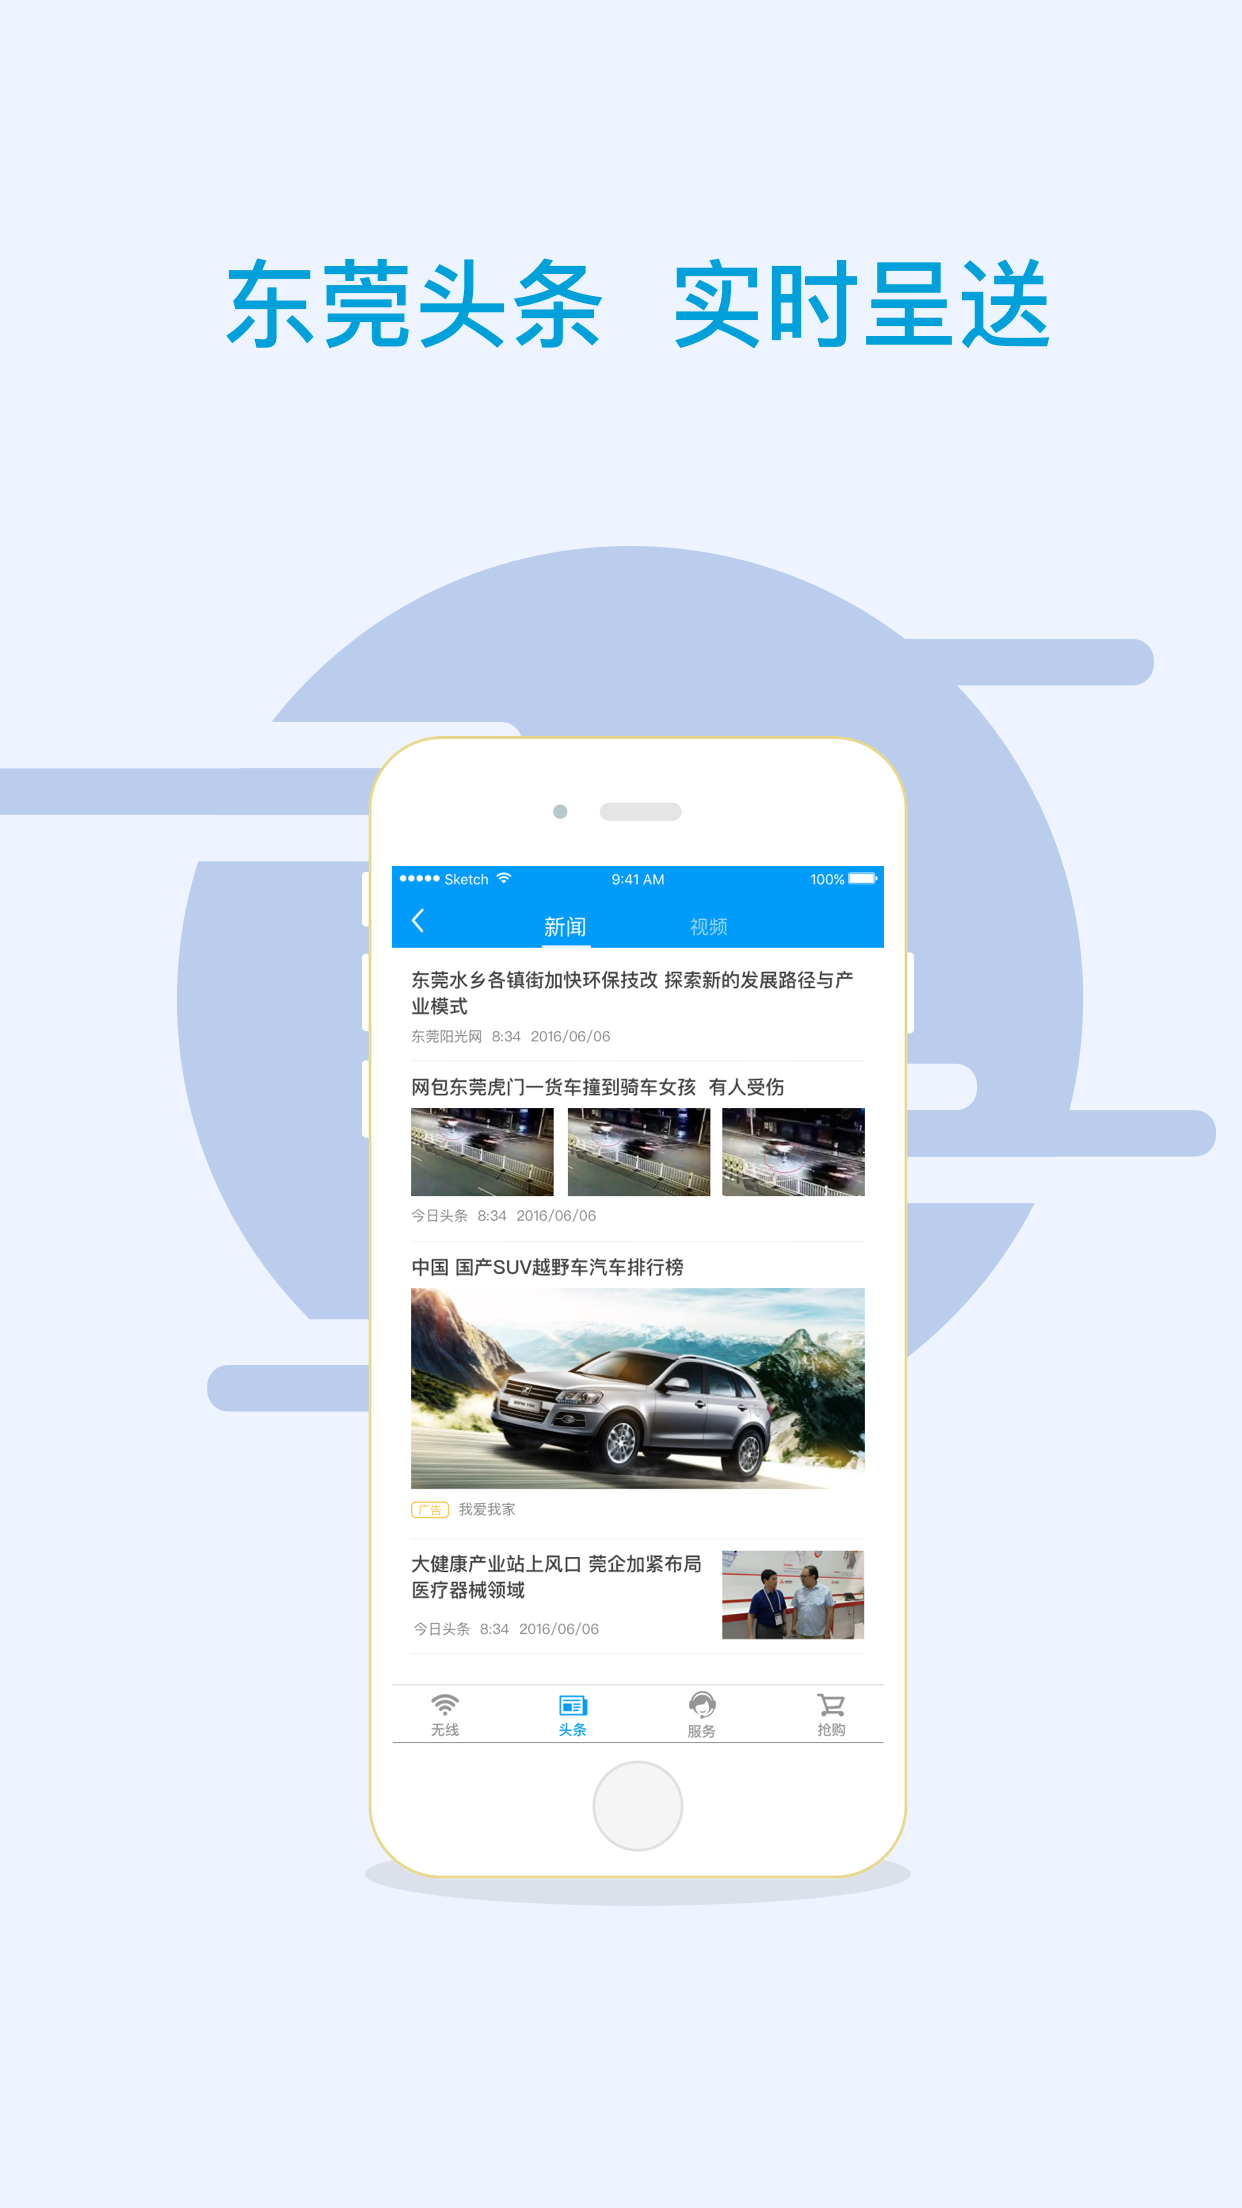 东莞头条 实时呈送
Sketch 9:41 AM 100%
新闻 视频
东莞水乡各镇街加快环保技改 探索新的发展路径与产
业模式
东莞阳光网 8:34 2016/06/06
网包东莞虎门一货车撞到骑车女孩 有人受伤
今日头条 8:34 2016/06/06
中国 国产SUV越野车汽车排行榜
广告 我爱我家
大健康产业站上风口 莞企加紧布局
医疗器械领域
今日头条 8:34 2016/06/06
无线 头条 服务 抢购